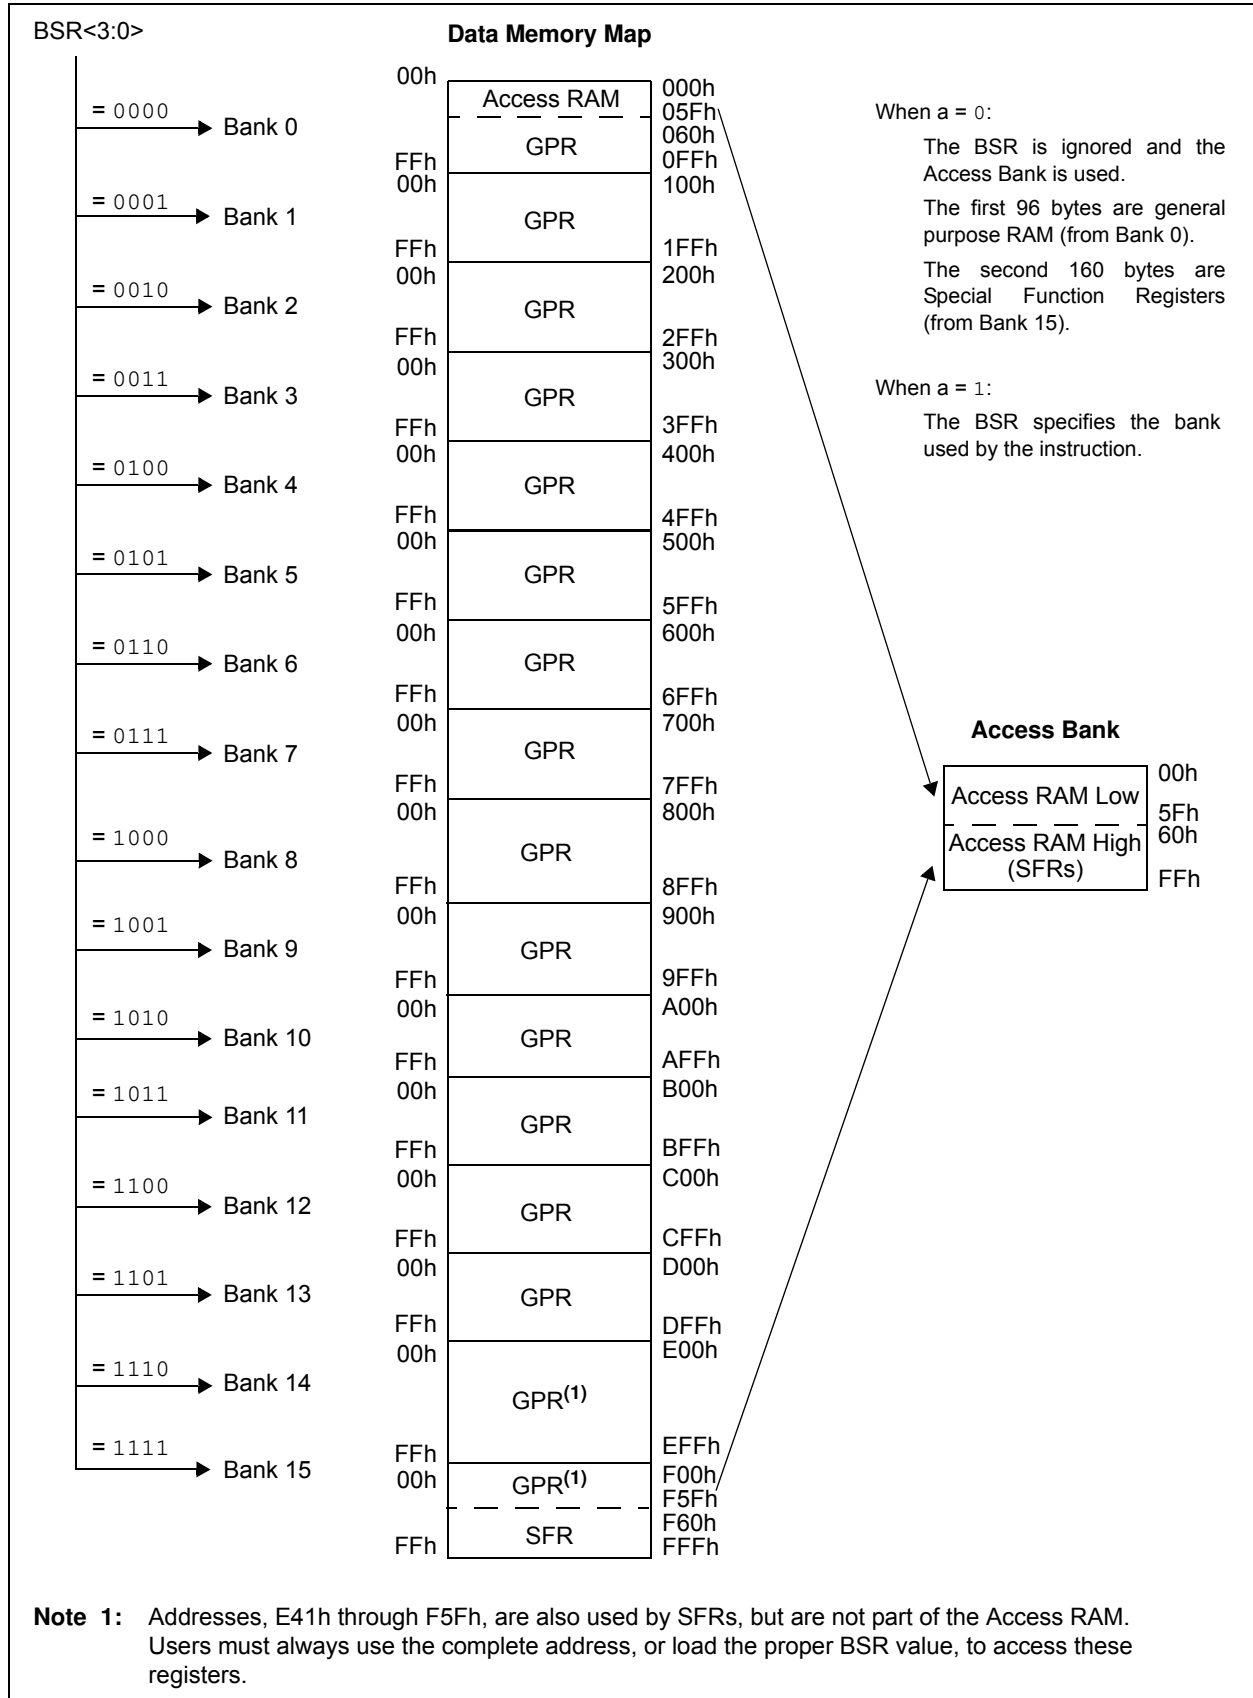 BSR<3:0>
Data Memory Map
= 0000
Bank 0
00h
Access RAM
000h
05Fh
GPR
060h
FFh
0FFh
= 0001
Bank 1
00h
GPR
100h
FFh
1FFh
= 0010
Bank 2
00h
GPR
200h
FFh
2FFh
= 0011
Bank 3
00h
GPR
300h
FFh
3FFh
= 0100
Bank 4
00h
GPR
400h
FFh
4FFh
= 0101
Bank 5
00h
GPR
500h
FFh
5FFh
= 0110
Bank 6
00h
GPR
600h
FFh
6FFh
= 0111
Bank 7
00h
GPR
700h
FFh
7FFh
= 1000
Bank 8
00h
GPR
800h
FFh
8FFh
= 1001
Bank 9
00h
GPR
900h
FFh
9FFh
= 1010
Bank 10
00h
GPR
A00h
FFh
AFFh
= 1011
Bank 11
00h
GPR
B00h
FFh
BFFh
= 1100
Bank 12
00h
GPR
C00h
FFh
CFFh
= 1101
Bank 13
00h
GPR
D00h
FFh
DFFh
= 1110
Bank 14
00h
GPR(1)
E00h
FFh
EFFh
= 1111
Bank 15
00h
GPR(1)
F00h
F5Fh
SFR
F60h
FFh
FFFh
When a = 0:
The BSR is ignored and the
Access Bank is used.
The first 96 bytes are general
purpose RAM (from Bank 0).
The second 160 bytes are
Special Function Registers
(from Bank 15).
When a = 1:
The BSR specifies the bank
used by the instruction.
Access Bank
Access RAM Low
00h
5Fh
Access RAM High
(SFRs)
60h
FFh
Note 1: Addresses, E41h through F5Fh, are also used by SFRs, but are not part of the Access RAM.
Users must always use the complete address, or load the proper BSR value, to access these
registers.